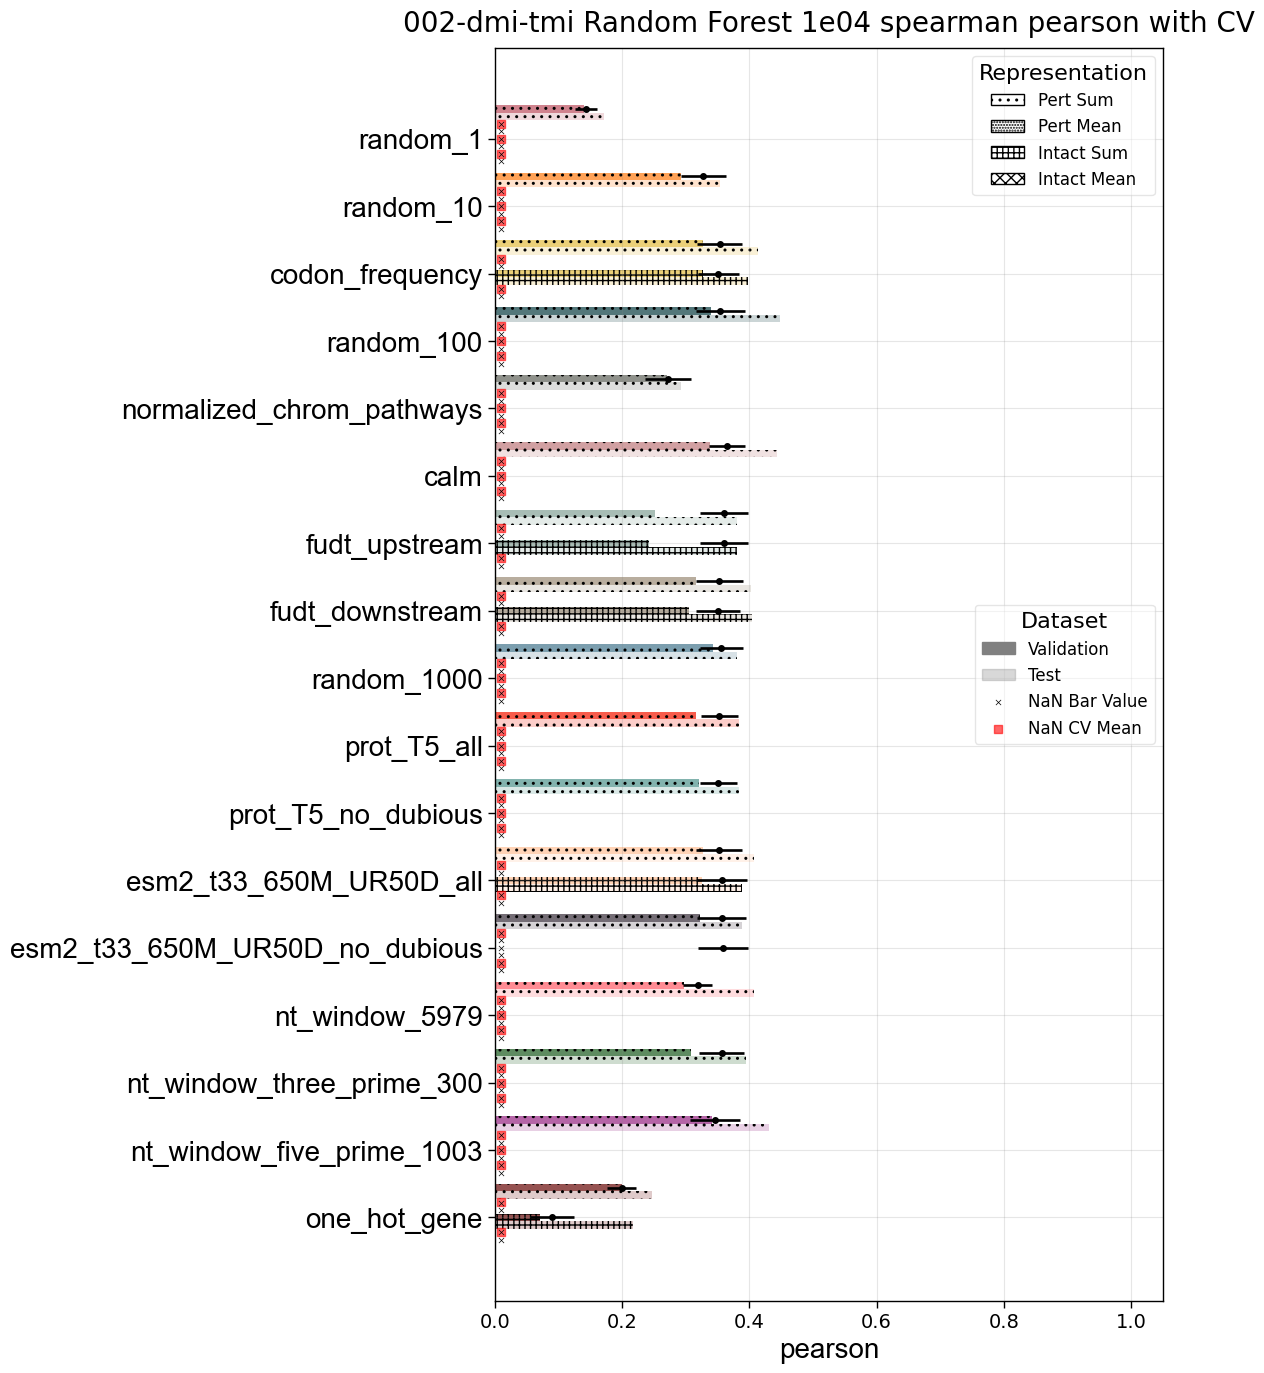 002-dmi-tmi Random Forest 1e04 spearman pearson with CV
Representation
Pert Sum
Pert Mean
Intact Sum
Intact Mean
random_1
random_10
codon_frequency
random_100
normalized_chrom_pathways
calm
fudt_upstream
fudt_downstream
Dataset
Validation
Test
NaN Bar Value
NaN CV Mean
random_1000
prot_T5_all
prot_T5_no_dubious
esm2_t33_650M_UR50D_all
esm2_t33_650M_UR50D_no_dubious
nt_window_5979
nt_window_three_prime_300
nt_window_five_prime_1003
one_hot_gene
0.0 0.2 0.4 0.6 0.8 1.0
pearson